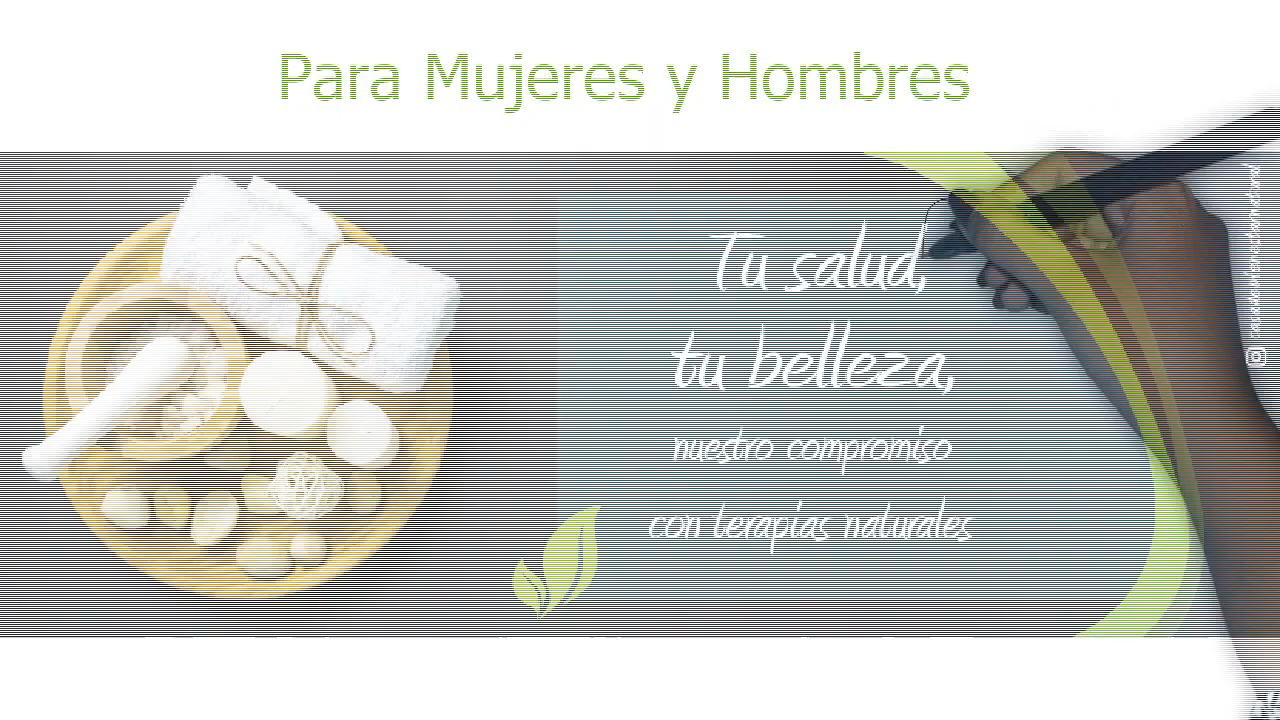 Para Mujeres y Hombres
Tu salud,
tu belleza,
nuestro compromiso
con terapias naturales